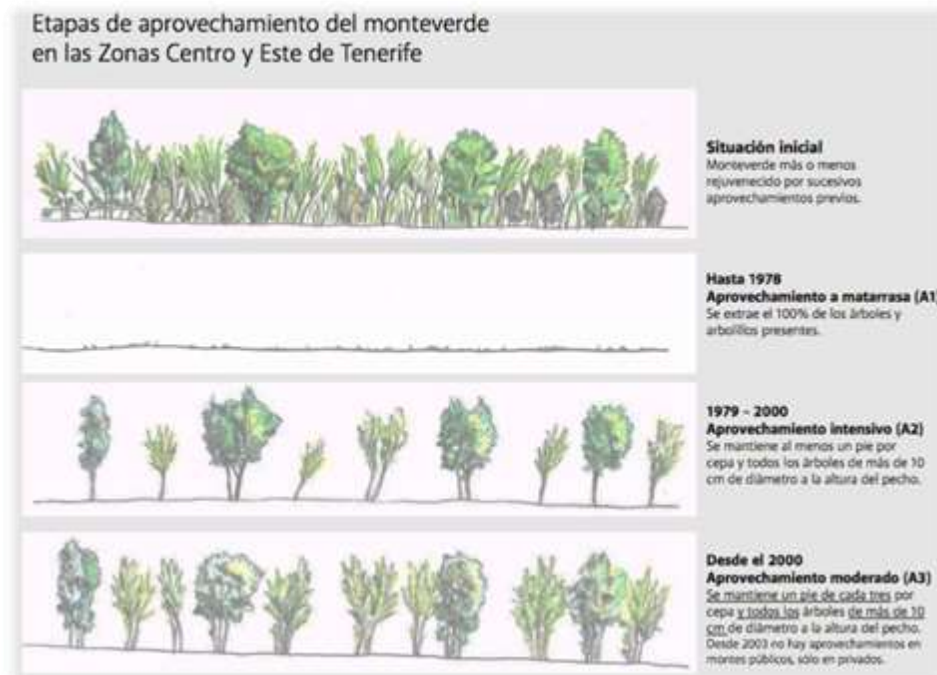 Etapas de aprovechamiento del monteverde
en las Zonas Centro y Este de Tenerife
Situación inicial
Monteverde más o menos
rejuvenecido por sucesivos
aprovechamientos previos.
Hasta 1978
Aprovechamiento a matarrasa (A1)
Se extrae el 100% de los árboles y
arbolillos presentes.
1979 - 2000
Aprovechamiento intensivo (A2)
Se mantiene al menos un pie por
cepa y todos los árboles de más de 10
cm de diámetro a la altura del pecho.
Desde el 2000
Aprovechamiento moderado (A3)
Se mantiene un pie de cada tres por
cepa y todos los árboles de más de 10
cm de diámetro a la altura del pecho.
Desde 2003 no hay aprovechamientos en
montes públicos, sólo en privados.